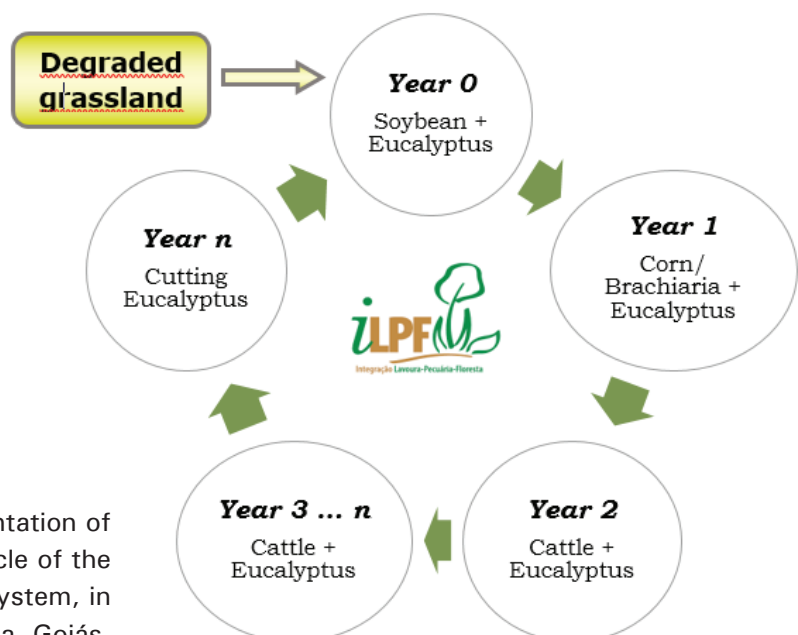 Degraded
grassland
Year 0
Soybean +
Eucalyptus
Year 1
Corn/
Brachiaria +
Eucalyptus
Year 2
Cattle +
Eucalyptus
Year 3 ... n
Cattle +
Eucalyptus
Year n
Cutting
Eucalyptus
iLPF
Integração Lavoura-Pecuária-Floresta
ntation of
cle of the
ystem, in
a, Goiás,